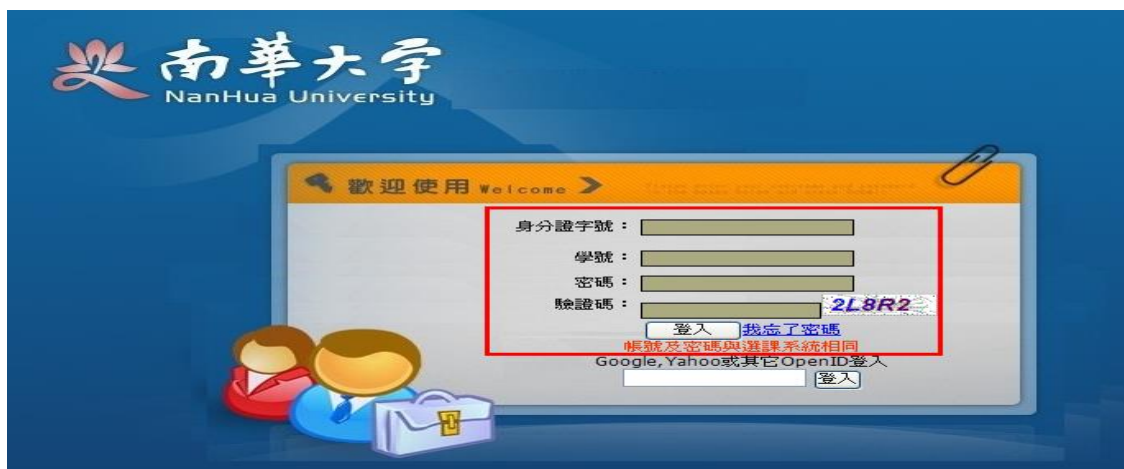 南華大学
NanHua University
歡迎使用 Welcome
身分證字號：
學號：
密碼：
驗證碼： 2L8R2
登入 我忘了密碼
帳號及密碼與選課系統相同
Google,Yahoo或其它OpenID登入
登入